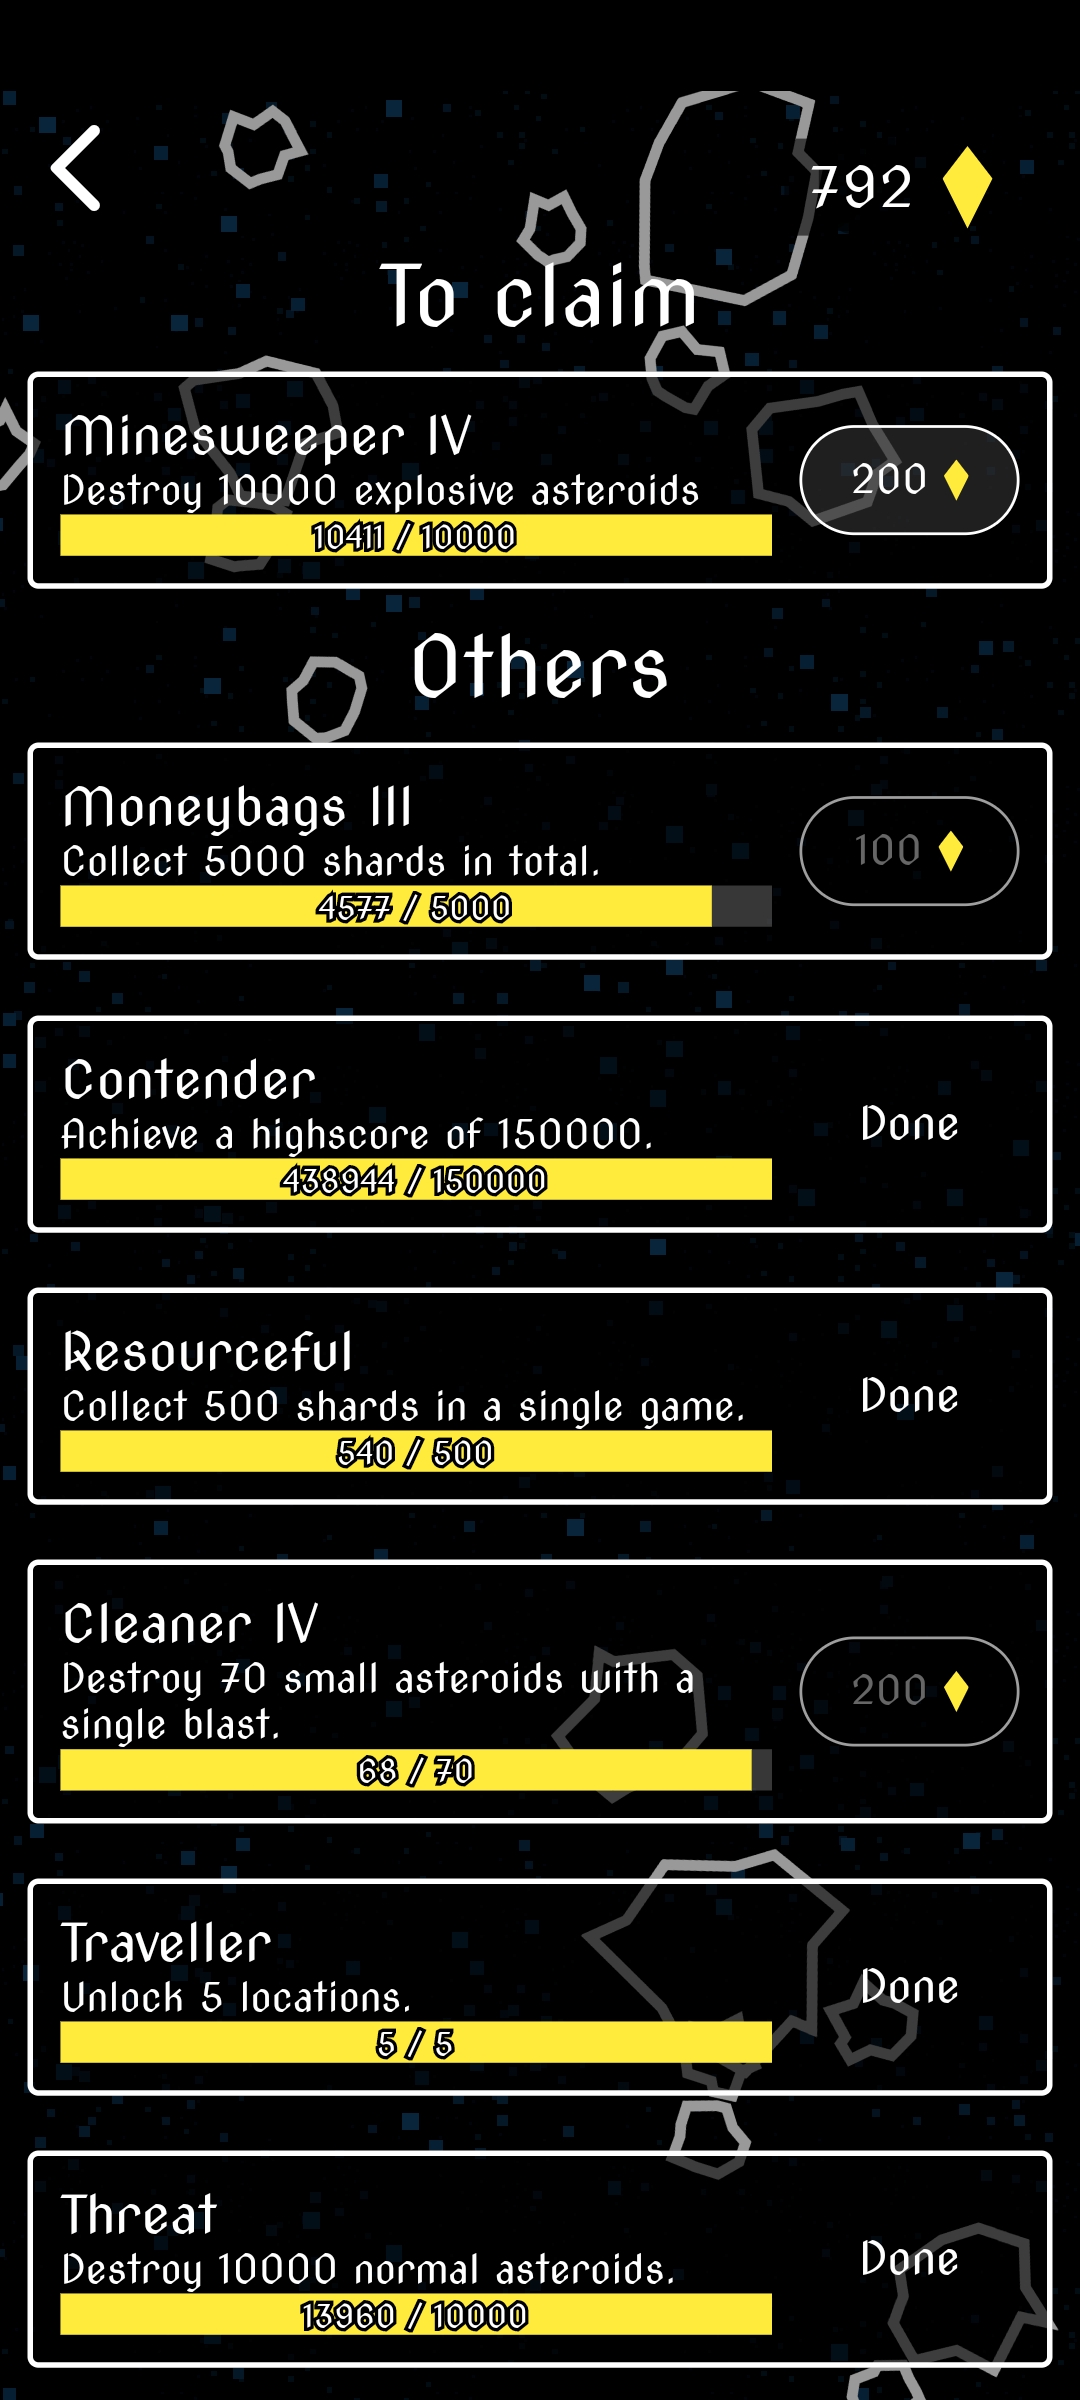 792
To claim
Minesweeper IV
Destroy 10000 explosive asteroids
10411 / 10000
200
Others
Moneybags III
Collect 5000 shards in total.
4577 / 5000
100
Contender
Achieve a highscore of 150000.
438944 / 150000
Done
Resourceful
Collect 500 shards in a single game.
540 / 500
Done
Cleaner IV
Destroy 70 small asteroids with a
single blast.
68 / 70
200
Traveller
Unlock 5 locations.
5 / 5
Done
Threat
Destroy 10000 normal asteroids.
13960 / 10000
Done